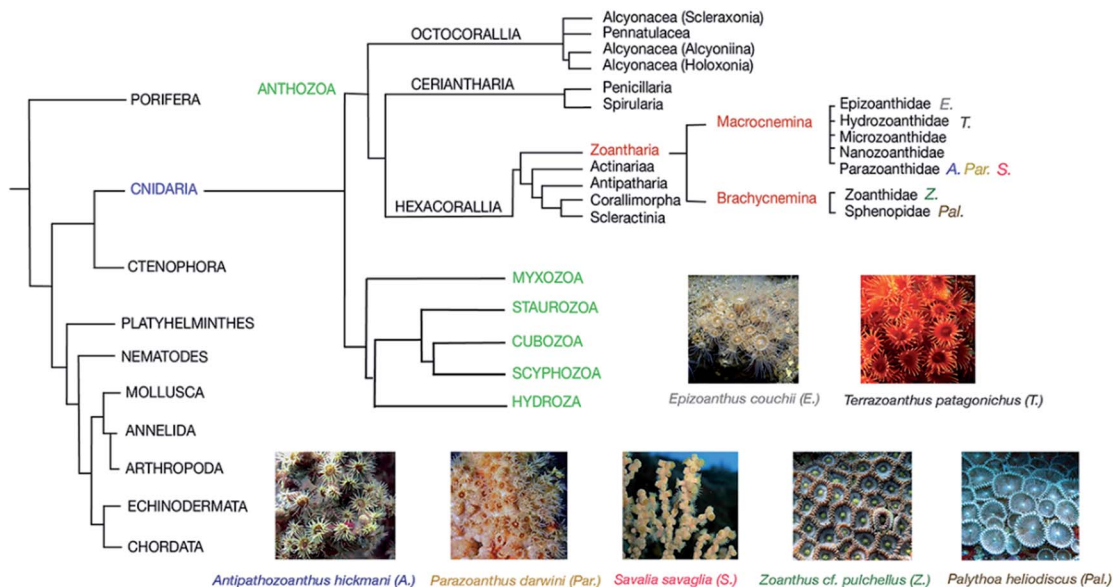 Alcyonacea (Scleraxonia)
OCTOCORALLIA
Pennatulacea
Alcyonacea (Alcyoniina)
Alcyonacea (Holoxonia)
ANTHOZOA
CERIANTHARIA
Penicillaria
Spirularia
PORIFERA
Epizoanthidae E.
Macrocnemina
Hydrozoanthidae T.
Microzoanthidae
Zoantharia
Nanozoanthidae
Actinariaa
Parazoanthidae A. Par. S.
CNIDARIA
Antipatharia
HEXACORALLIA
Corallimorpha
Brachycnemina
Zoanthidae Z.
Scleractinia
Sphenopidae Pal.
CTENOPHORA
MYXOZOA
STAUROZOA
PLATYHELMINTHES
CUBOZOA
NEMATODES
SCYPHOZOA
MOLLUSCA
HYDROZA
Epizoanthus couchii (E.)
Terrazoanthus patagonichus (T.)
ANNELIDA
ARTHROPODA
ECHINODERMATA
CHORDATA
Antipathozoanthus hickmani (A.)
Parazoanthus darwini (Par.)
Savalia savaglia (S.)
Zoanthus cf. pulchellus (Z.)
Palythoa heliodiscus (Pal.)